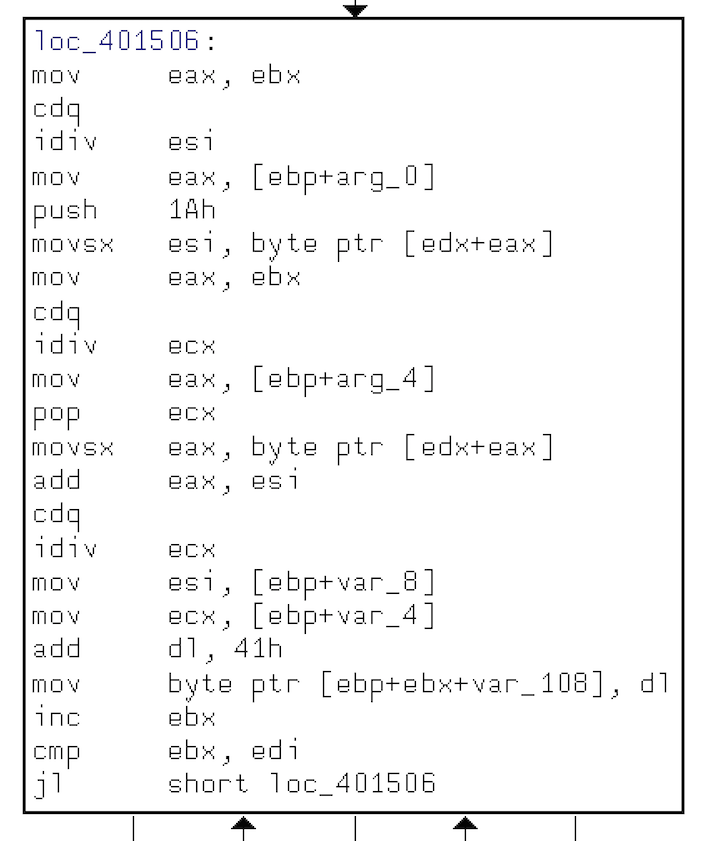 loc_401506:
mov eax, ebx
cdq
idiv esi
mov eax, [ebp+arg_0]
push 1Ah
movsx esi, byte ptr [edx+eax]
mov eax, ebx
cdq
idiv ecx
mov eax, [ebp+arg_4]
pop ecx
movsx eax, byte ptr [edx+eax]
add eax, esi
cdq
idiv ecx
mov esi, [ebp+var_8]
mov ecx, [ebp+var_4]
add dl, 41h
mov byte ptr [ebp+ebx+var_108], dl
inc ebx
cmp ebx, edi
jl short loc_401506